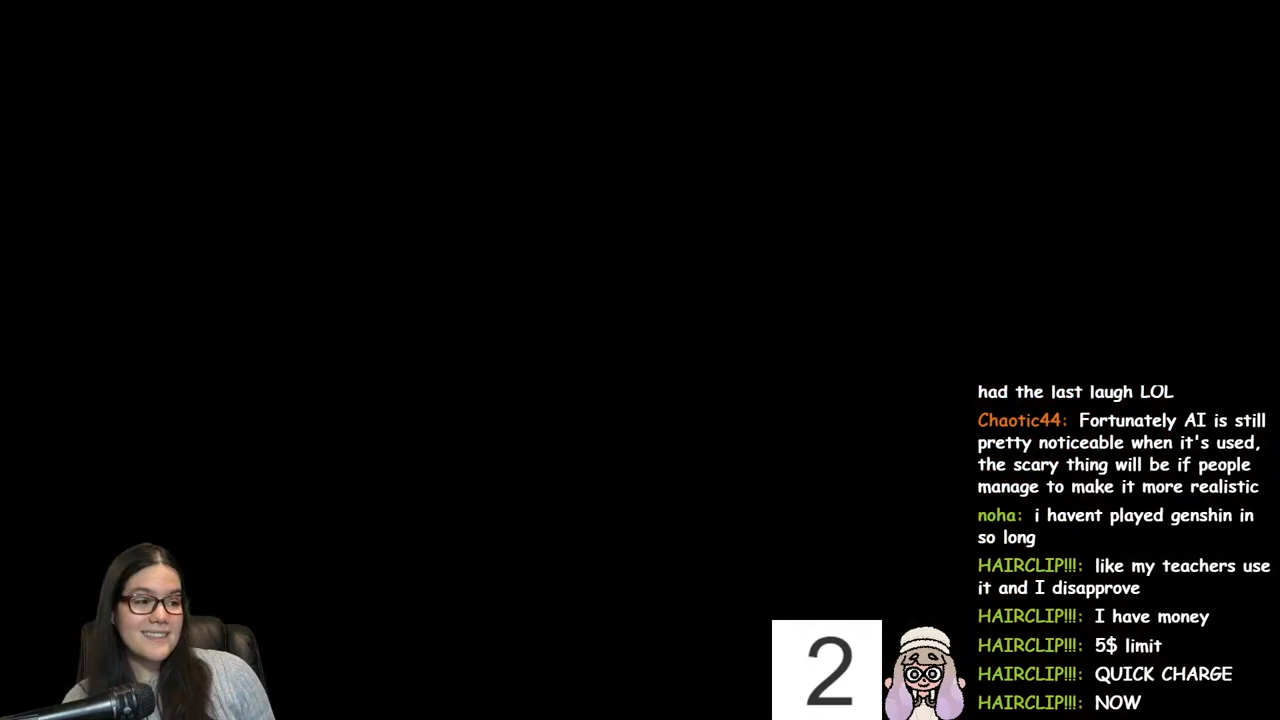 had the last laugh LOL
Chaotic44: Fortunately AI is still
pretty noticeable when it's used,
the scary thing will be if people
manage to make it more realistic
noha: i havent played genshin in
so long
HAIRCLIP!!!: like my teachers use
it and I disapprove
HAIRCLIP!!!: I have money
HAIRCLIP!!!: 5$ limit
HAIRCLIP!!!: QUICK CHARGE
HAIRCLIP!!!: NOW
2